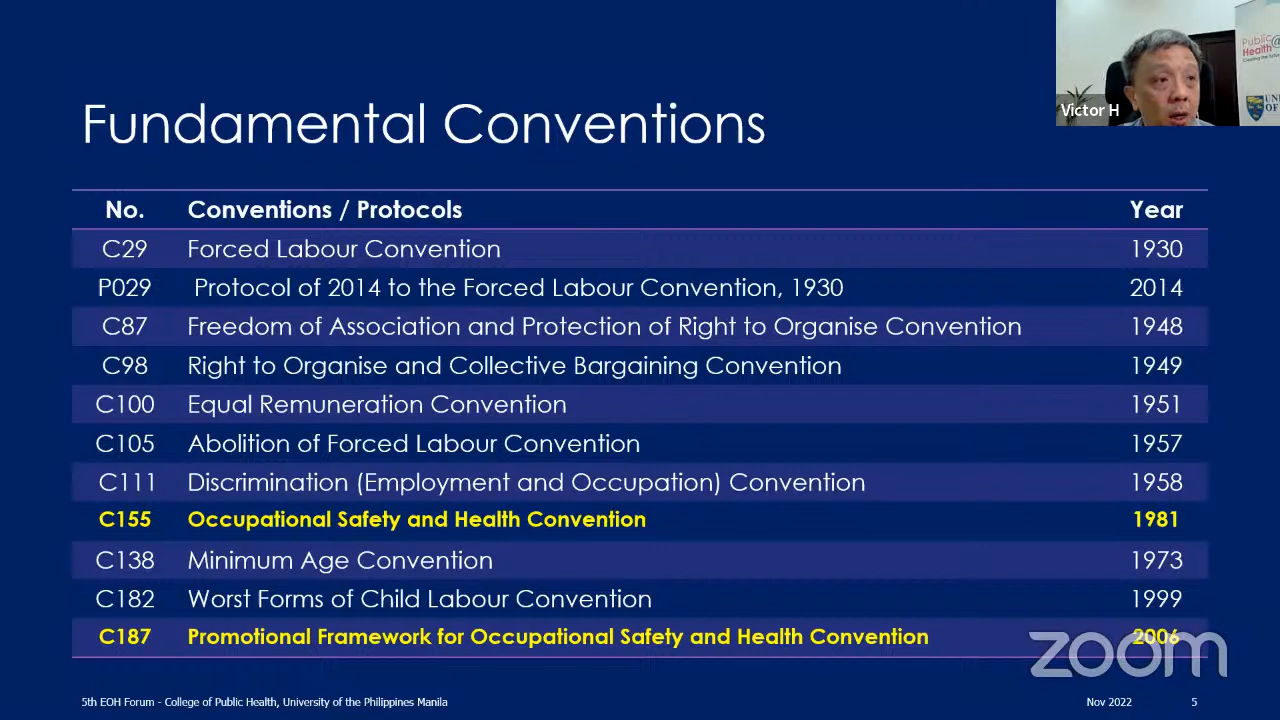 Public
Health@
Victor H
UNI
OF
Fundamental Conventions
No. Conventions / Protocols Year
C29 Forced Labour Convention 1930
P029 Protocol of 2014 to the Forced Labour Convention, 1930 2014
C87 Freedom of Association and Protection of Right to Organise Convention 1948
C98 Right to Organise and Collective Bargaining Convention 1949
C100 Equal Remuneration Convention 1951
C105 Abolition of Forced Labour Convention 1957
C111 Discrimination (Employment and Occupation) Convention 1958
C155 Occupational Safety and Health Convention 1981
C138 Minimum Age Convention 1973
C182 Worst Forms of Child Labour Convention 1999
C187 Promotional Framework for Occupational Safety and Health Convention 2006
zoom
5th EOH Forum - College of Public Health, University of the Philippines Manila Nov 2022 5